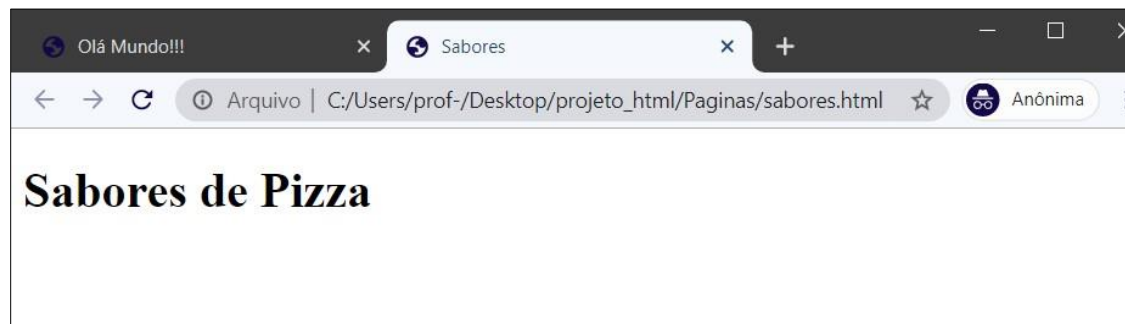 Olá Mundo!!!
Sabores
Arquivo | C:/Users/prof-/Desktop/projeto_html/Paginas/sabores.html
Anônima
Sabores de Pizza